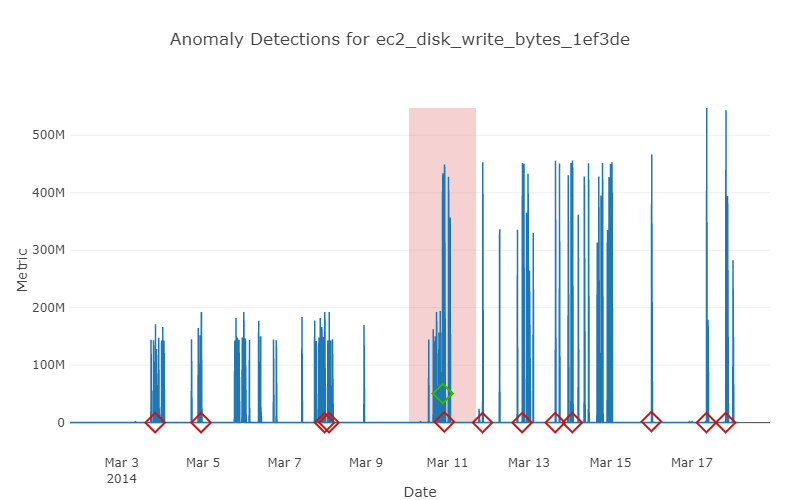 Anomaly Detections for ec2_disk_write_bytes_1ef3de
500M
400M
300M
200M
100M
0
Metric
Mar 3
2014
Mar 5
Mar 7
Mar 9
Mar 11
Mar 13
Mar 15
Mar 17
Date